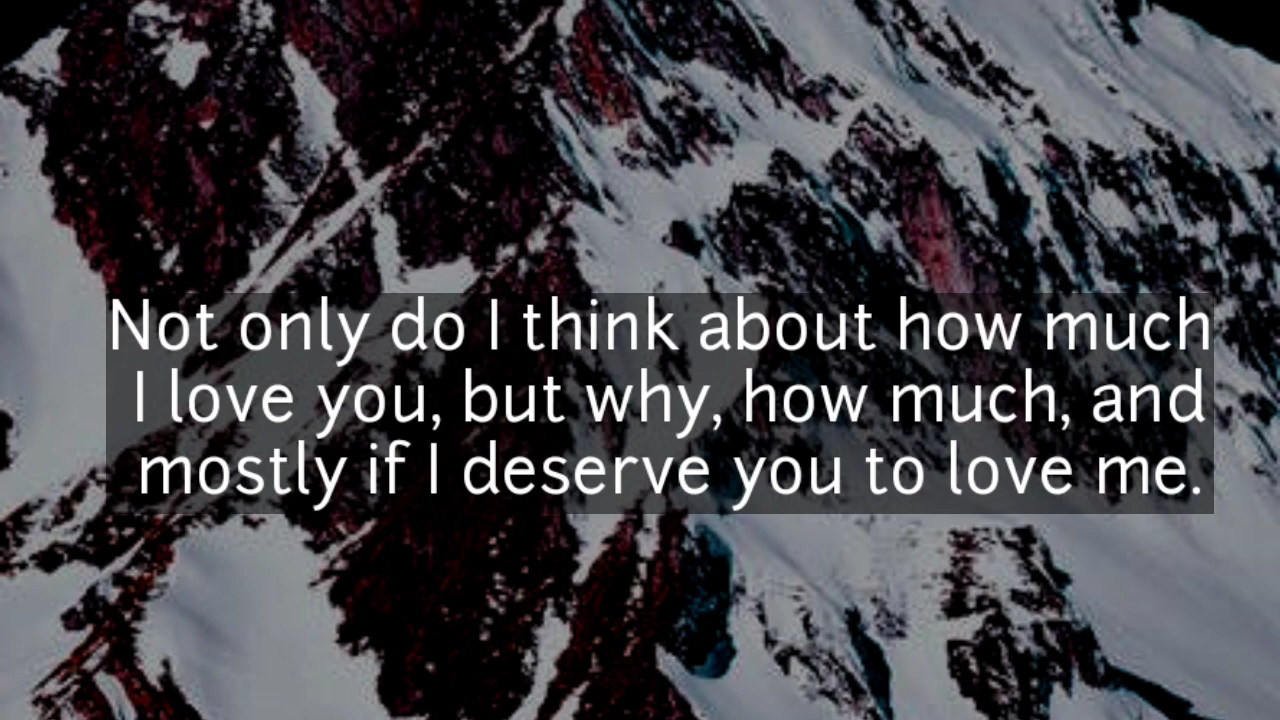 Not only do I think about how much
I love you, but why, how much, and
mostly if I deserve you to love me.